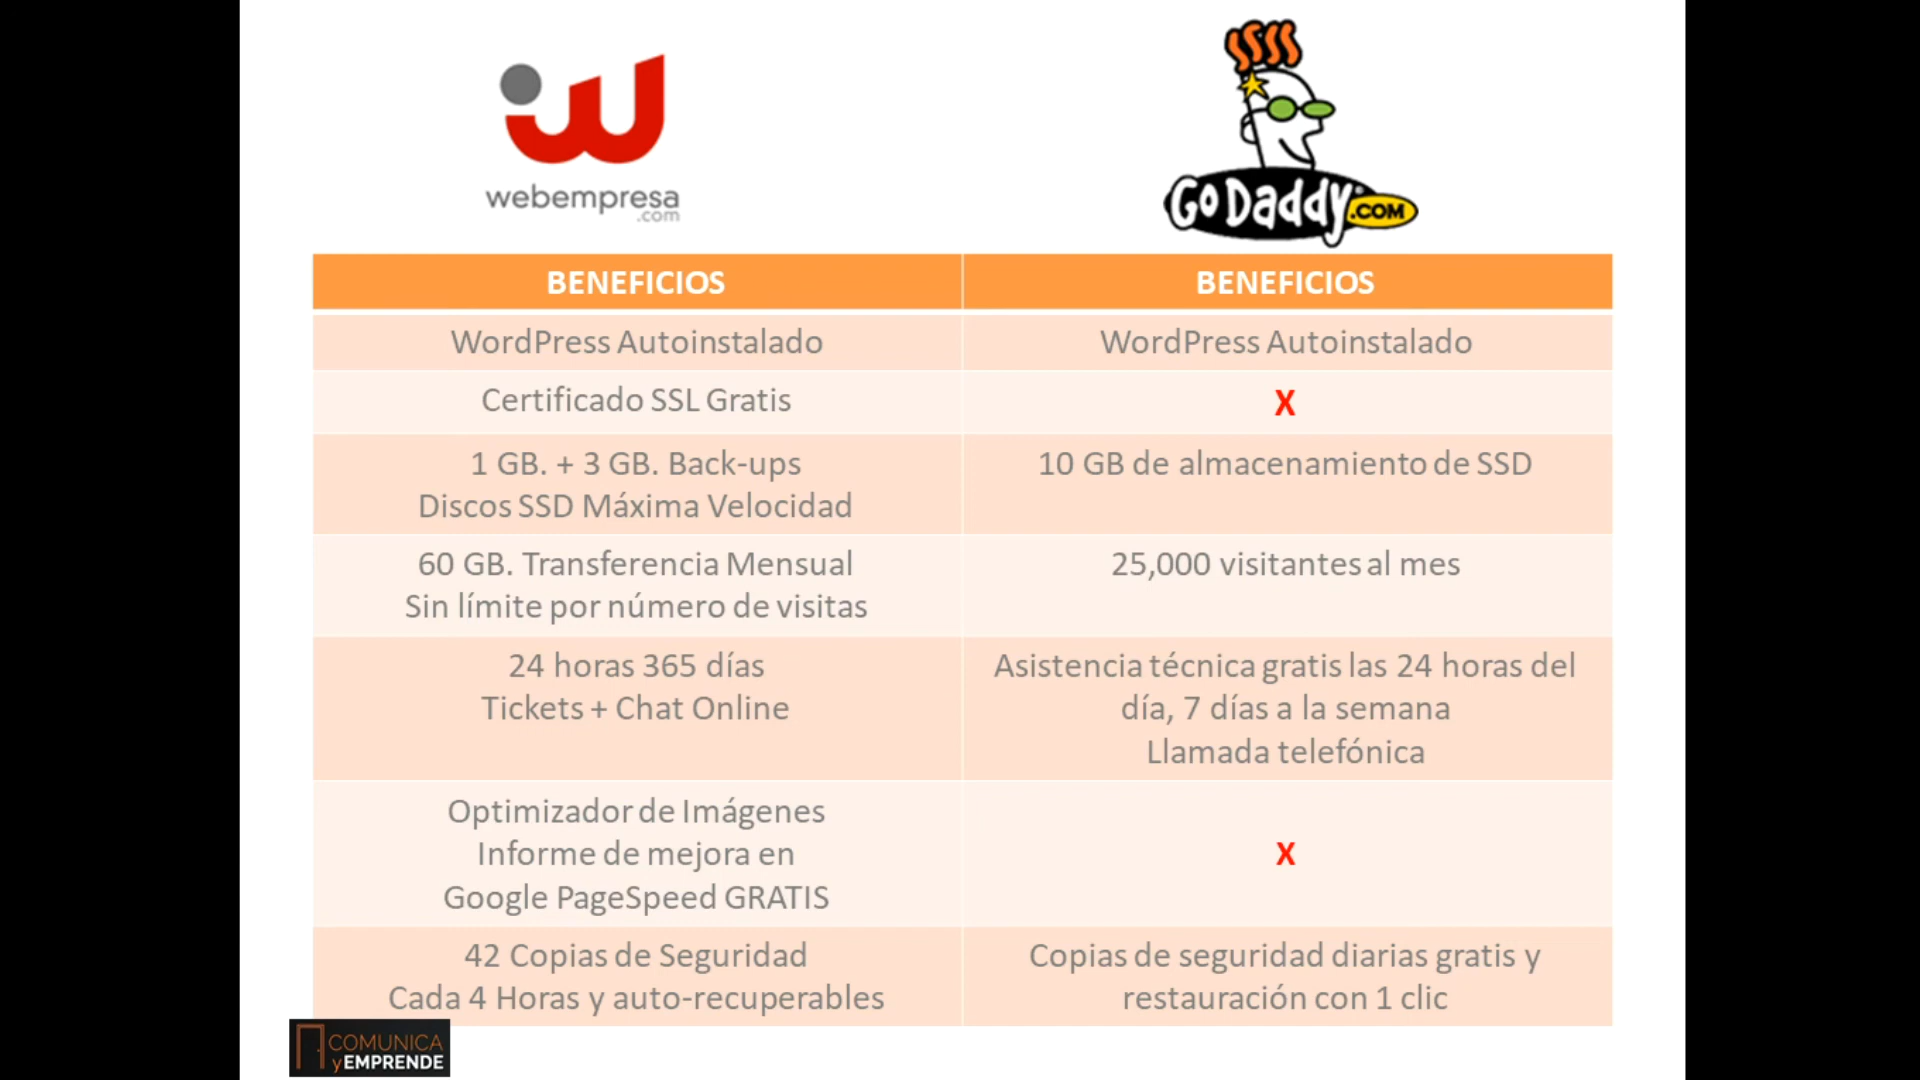 webempresa
.com
GoDaddy
.COM
BENEFICIOS
BENEFICIOS
WordPress Autoinstalado
WordPress Autoinstalado
Certificado SSL Gratis
X
1 GB. + 3 GB. Back-ups
Discos SSD Máxima Velocidad
10 GB de almacenamiento de SSD
60 GB. Transferencia Mensual
Sin límite por número de visitas
25,000 visitantes al mes
24 horas 365 días
Tickets + Chat Online
Asistencia técnica gratis las 24 horas del
día, 7 días a la semana
Llamada telefónica
Optimizador de Imágenes
Informe de mejora en
Google PageSpeed GRATIS
X
42 Copias de Seguridad
Cada 4 Horas y auto-recuperables
Copias de seguridad diarias gratis y
restauración con 1 clic
COMUNICA
yEMPRENDE